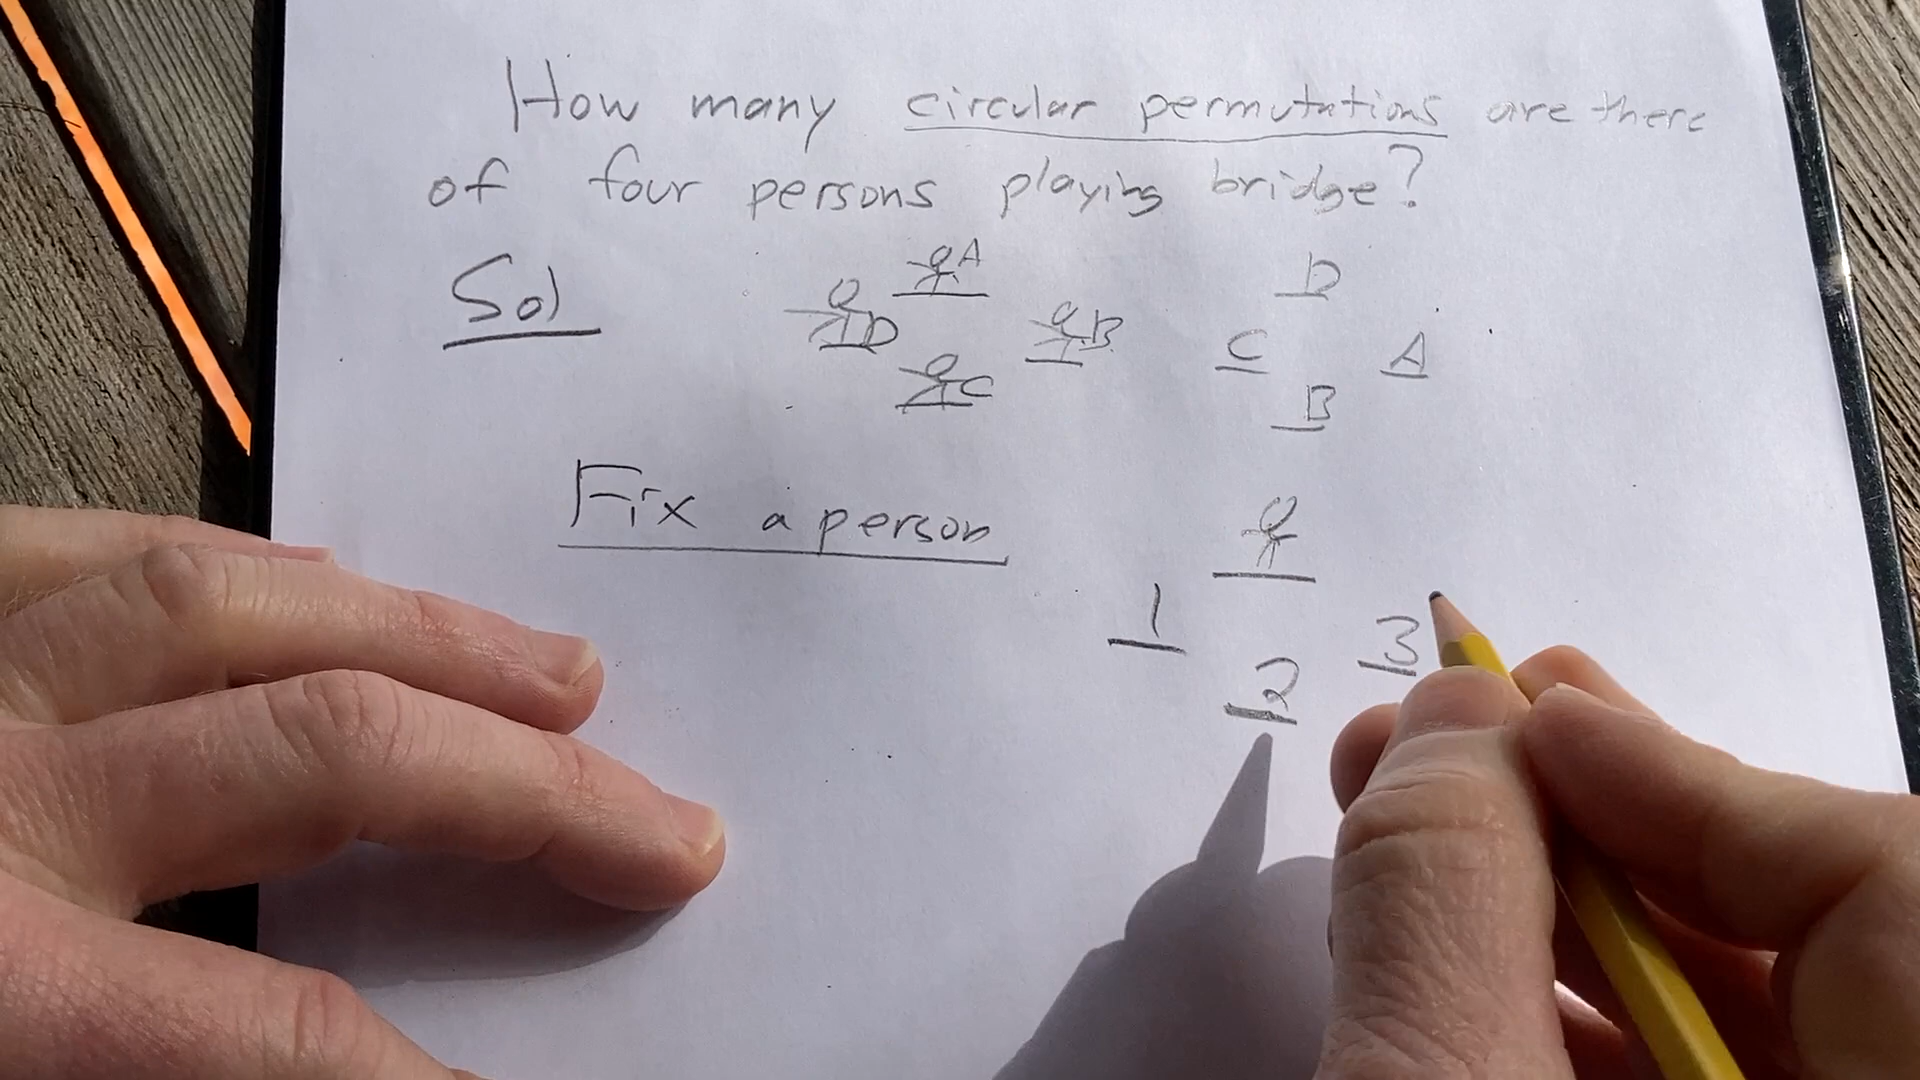 How many circular permutations are there
of four persons playing bridge?
Sol
A
D B
C
D
C A
B
Fix a person
1
2
3